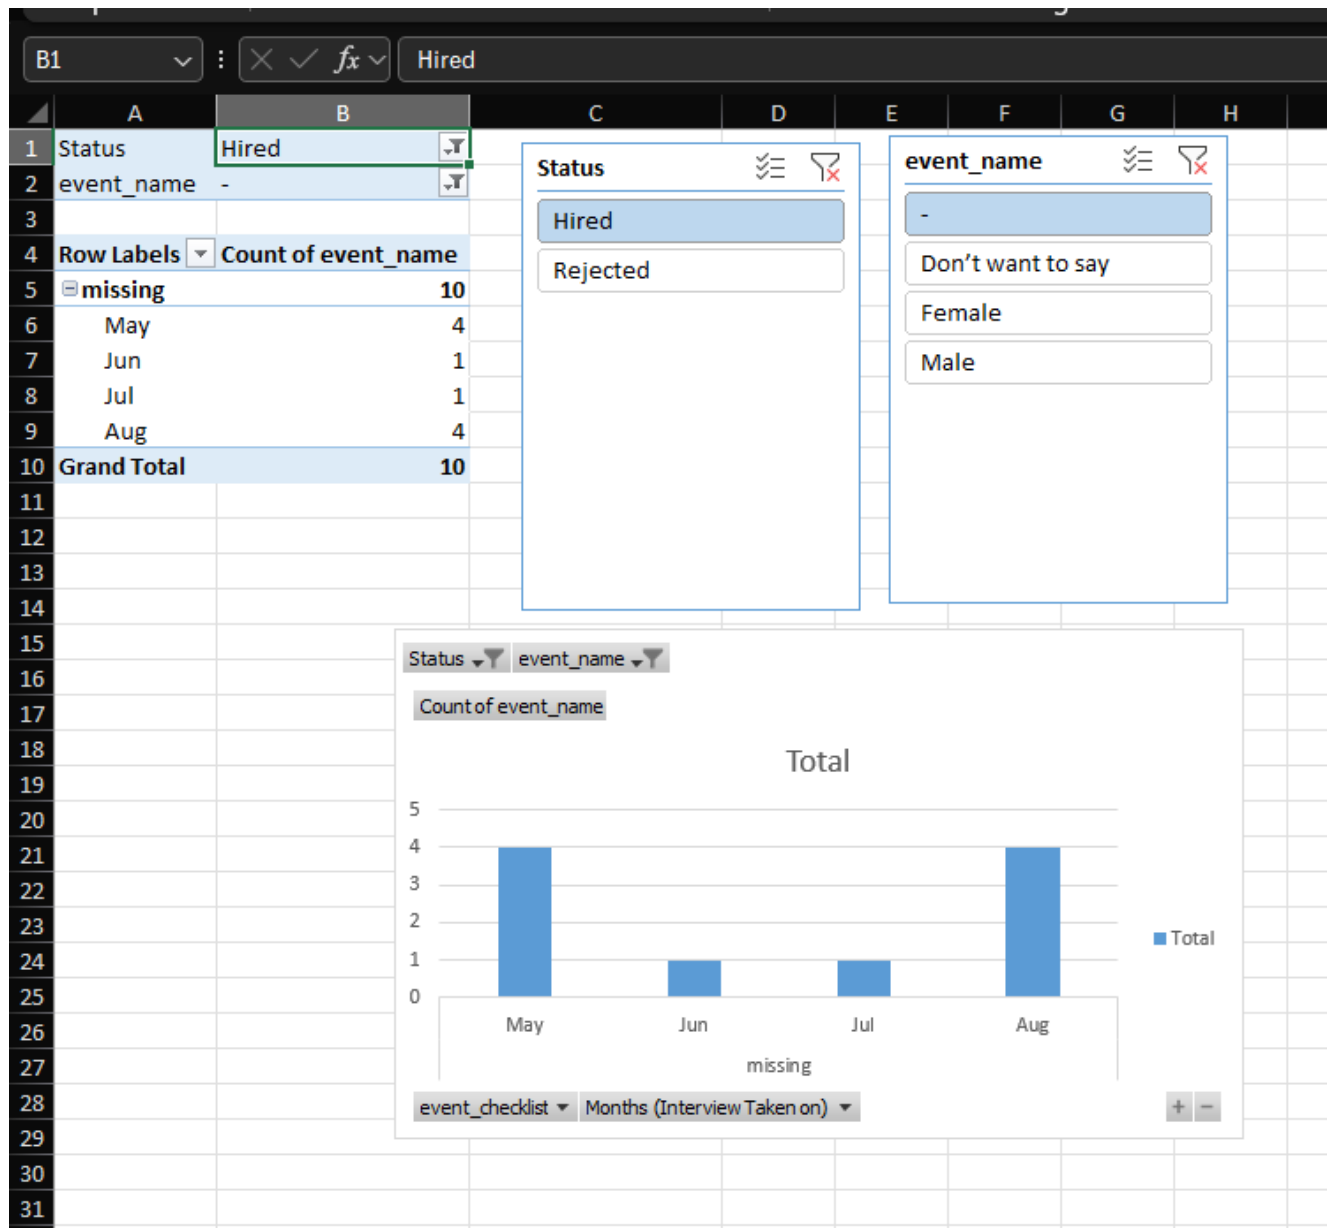 B1 fx Hired
A B C D E F G H
1 Status Hired
2 event_name -
3
4 Row Labels Count of event_name
5 missing 10
6 May 4
7 Jun 1
8 Jul 1
9 Aug 4
10 Grand Total 10
11
12
13
14
15
16
17
18
19
20
21
22
23
24
25
26
27
28
29
30
31
Status
Hired
Rejected
event_name
-
Don’t want to say
Female
Male
Status event_name
Count of event_name
Total
5
4
3
2
1
0
May Jun Jul Aug
missing
Total
event_checklist Months (Interview Taken on) + -